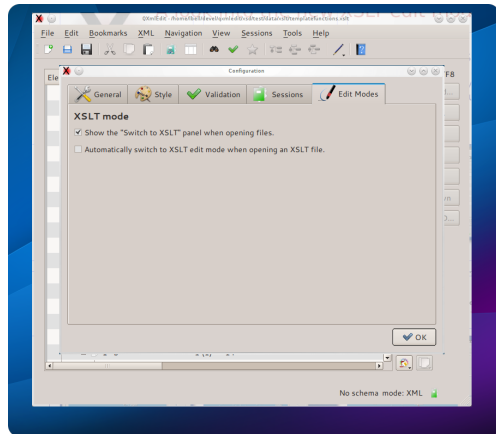 File Edit Bookmarks XML Navigation View Sessions Tools Help
Configuration
General Style Validation Sessions Edit Modes
XSLT mode
Show the "Switch to XSLT" panel when opening files.
Automatically switch to XSLT edit mode when opening an XSLT file.
OK
No schema mode: XML